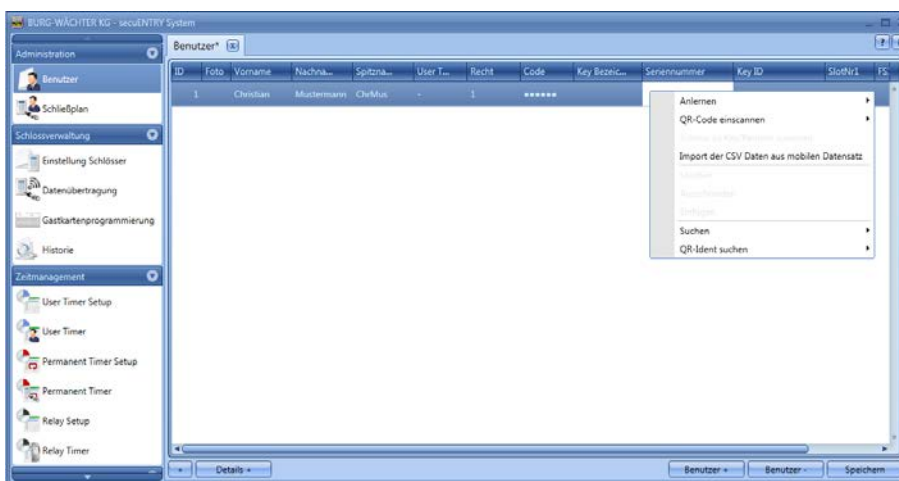 BURG-WÄCHTER KG - secuENTRY System
Administration
Benutzer
Schließplan
Schlossverwaltung
Einstellung Schlösser
Datenübertragung
Gastkartenprogrammierung
Historie
Zeitmanagement
User Timer Setup
User Timer
Permanent Timer Setup
Permanent Timer
Relay Setup
Relay Timer
Benutzer*
ID Foto Vorname Nachna... Spitzna... User T... Recht Code Key Bezeic... Seriennummer Key ID SlotNr1 FS
1 Christian Mustermann ChrMus - 1 ••••••
Anlernen
QR-Code einscannen
Import der CSV Daten aus mobilen Datensatz
Einfügen
Suchen
QR-Ident suchen
+ Details + Benutzer + Benutzer - Speichern